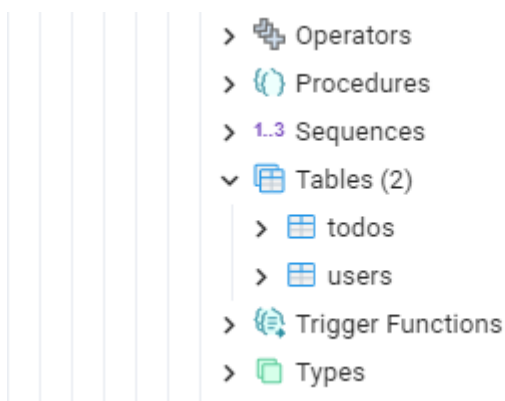 Operators
Procedures
1..3 Sequences
Tables (2)
todos
users
Trigger Functions
Types